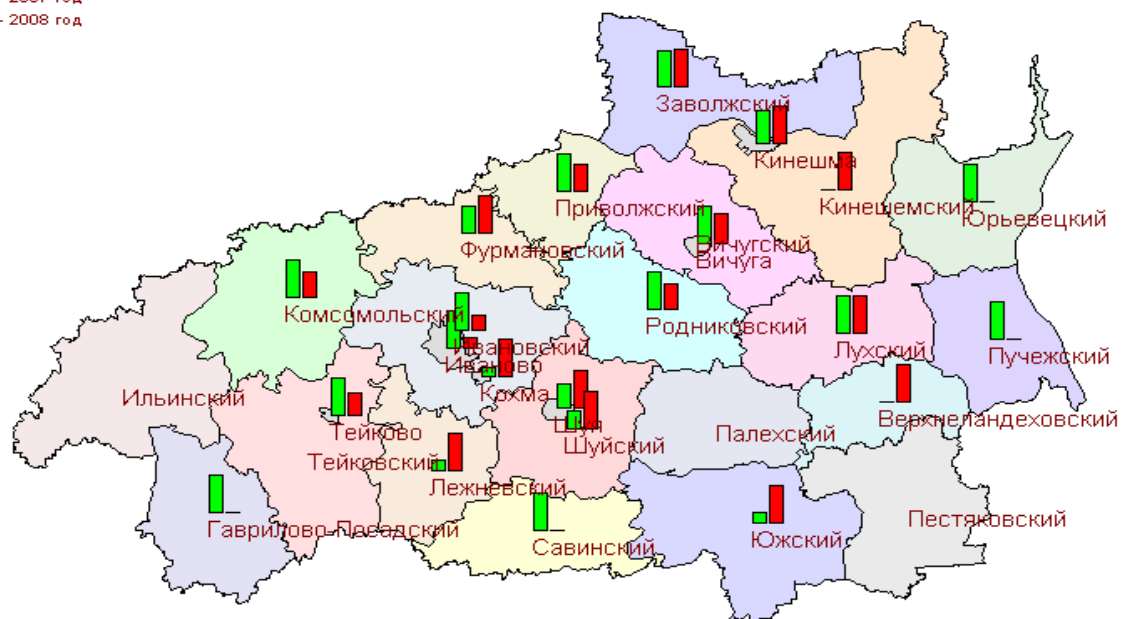 - 2008 год
Заволжский
Кинешма
Приволжский
Кинешемский
Юрьевецкий
Фурмановский
Вичугский
Вичуга
Комсомольский
Родниковский
Ивановский
Иваново
Лухский
Пучежский
Ильинский
Кохма
Шуя
Тейково
Шуйский
Палехский
Верхнеландеховский
Тейковский
Лежневский
Гаврилово-Посадский
Савинский
Южский
Пестяковский